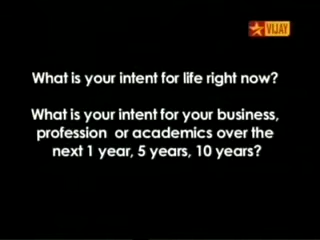 VIJAY
What is your intent for life right now?
What is your intent for your business,
profession or academics over the
next 1 year, 5 years, 10 years?